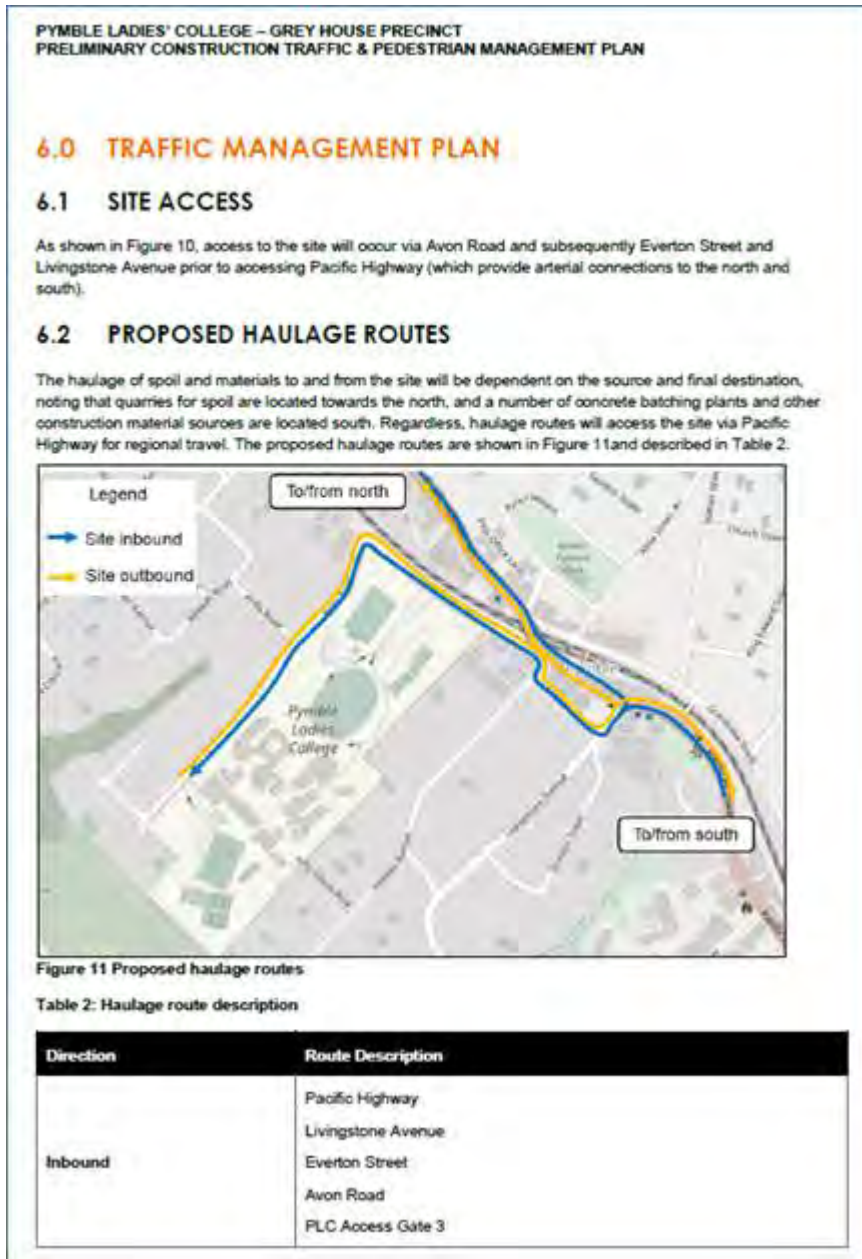 PYMBLE LADIES' COLLEGE – GREY HOUSE PRECINCT
PRELIMINARY CONSTRUCTION TRAFFIC & PEDESTRIAN MANAGEMENT PLAN
6.0 TRAFFIC MANAGEMENT PLAN
6.1 SITE ACCESS
As shown in Figure 10, access to the site will occur via Avon Road and subsequently Everton Street and
Livingstone Avenue prior to accessing Pacific Highway (which provide arterial connections to the north and
south).
6.2 PROPOSED HAULAGE ROUTES
The haulage of spoil and materials to and from the site will be dependent on the source and final destination,
noting that quarries for spoil are located towards the north, and a number of concrete batching plants and other
construction material sources are located south. Regardless, haulage routes will access the site via Pacific
Highway for regional travel. The proposed haulage routes are shown in Figure 11and described in Table 2.
Legend
Site inbound
Site outbound
To/from north
Pymble
Ladies
College
To/from south
Figure 11 Proposed haulage routes
Table 2: Haulage route description
Direction Route Description
Inbound
Pacific Highway
Livingstone Avenue
Everton Street
Avon Road
PLC Access Gate 3